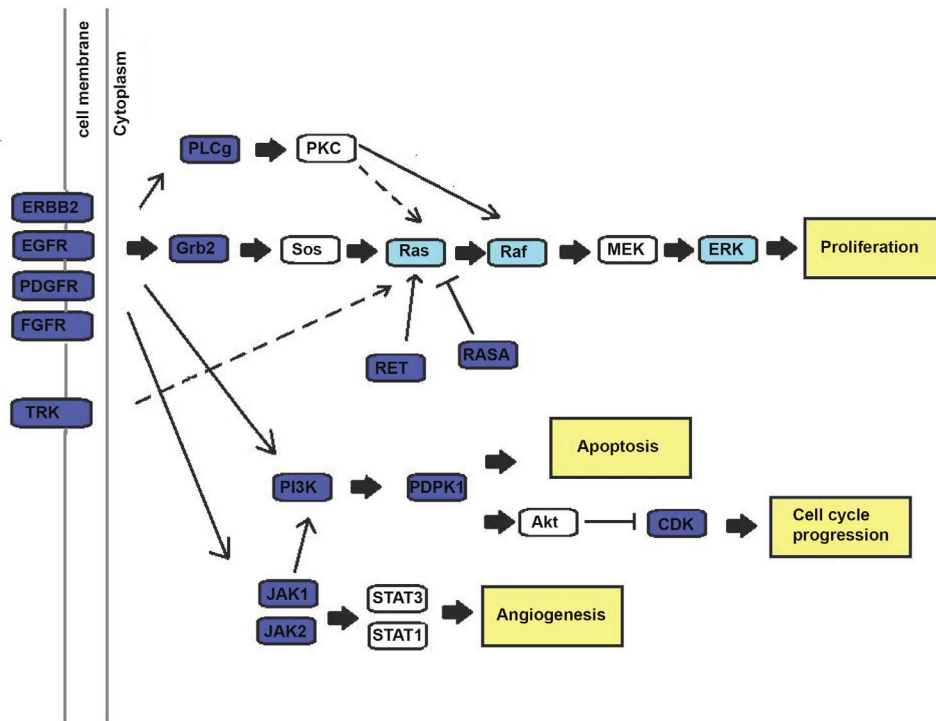 cell membrane
Cytoplasm
PLCg
PKC
ERBB2
EGFR
PDGFR
FGFR
TRK
Grb2
Sos
Ras
Raf
MEK
ERK
Proliferation
RET
RASA
Apoptosis
PI3K
PDPK1
Akt
CDK
Cell cycle
progression
JAK1
JAK2
STAT3
STAT1
Angiogenesis